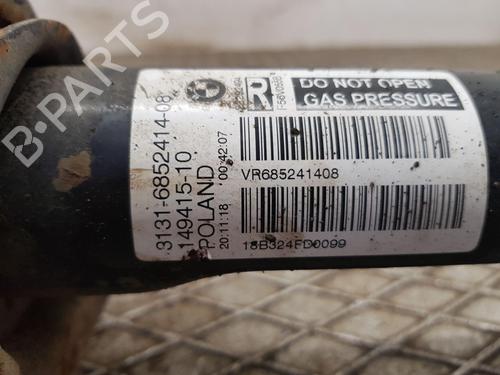 BMW
R
DO NOT OPEN
GAS PRESSURE
VR685241408
18B324FD0099
3131-6852414-08
149415-10
POLAND
20:11:18 00:42:07
B-PARTS